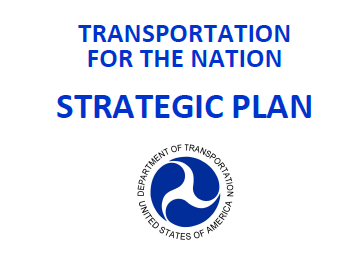 TRANSPORTATION
FOR THE NATION
STRATEGIC PLAN
DEPARTMENT OF TRANSPORTATION
UNITED STATES OF AMERICA